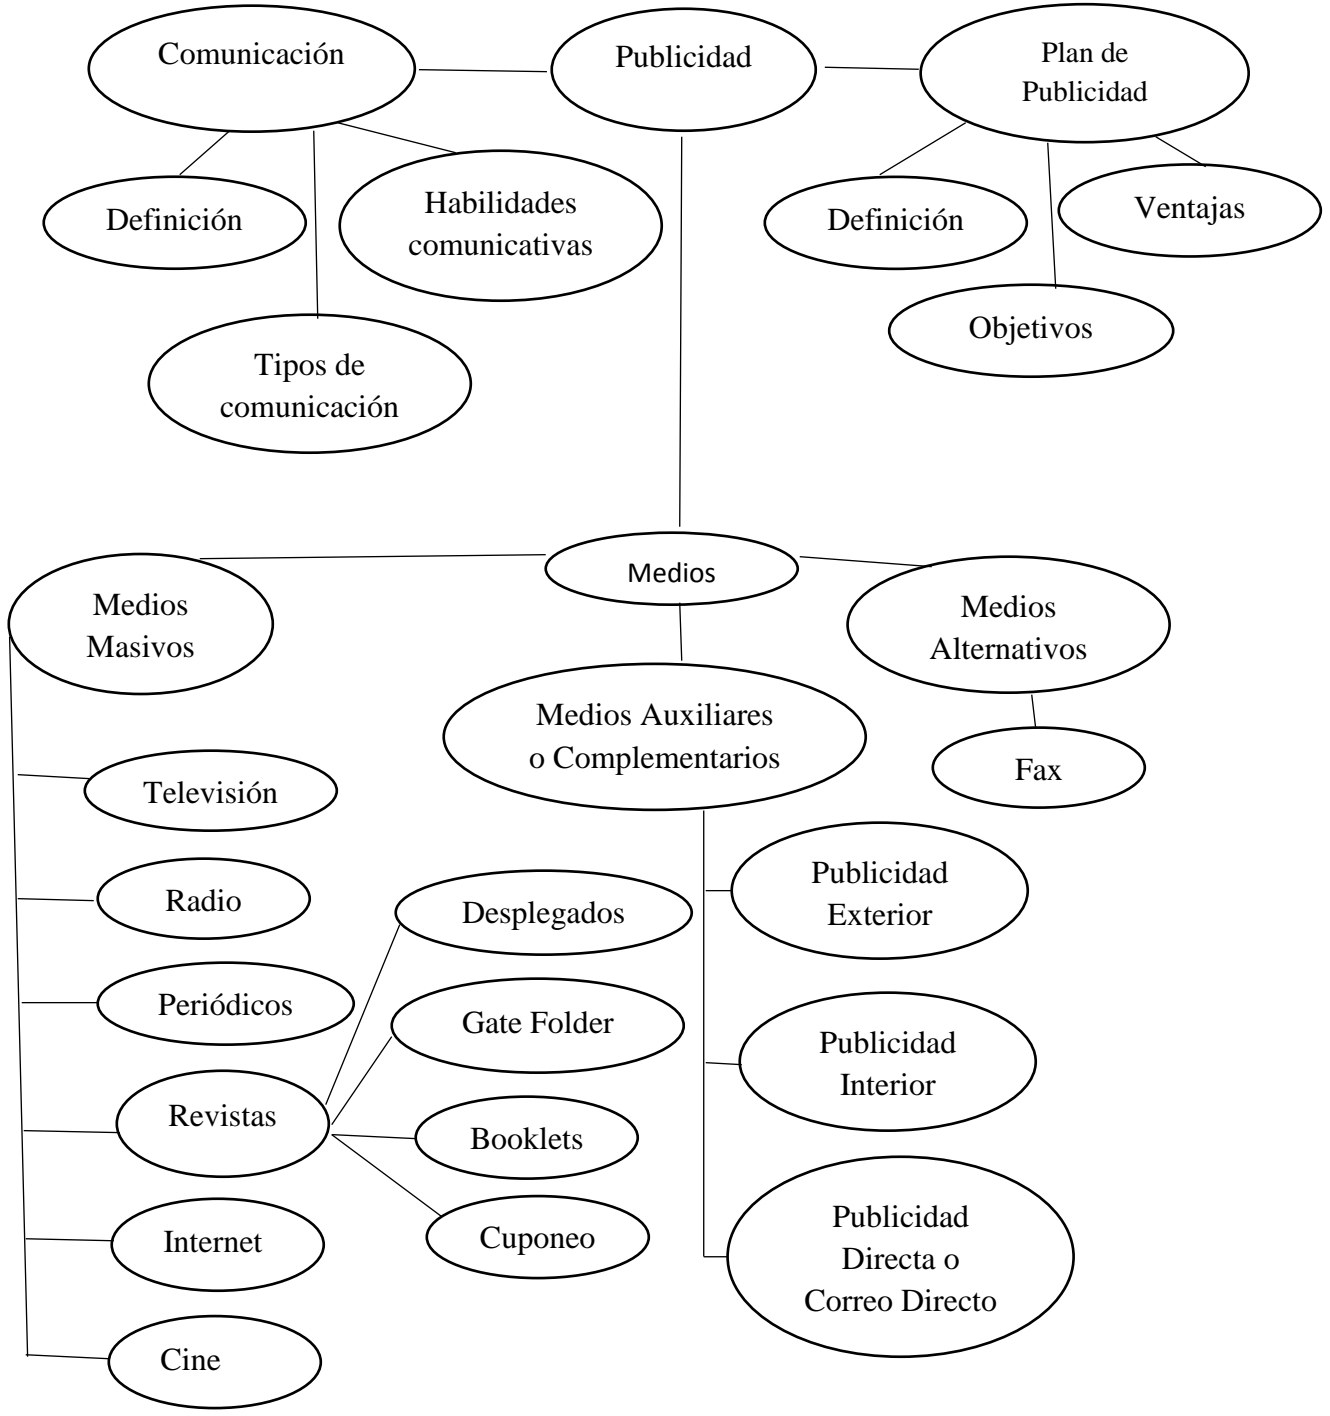 Comunicación
Publicidad
Plan de
Publicidad
Definición
Habilidades
comunicativas
Tipos de
comunicación
Definición
Ventajas
Objetivos
Medios
Medios
Masivos
Medios
Alternativos
Medios Auxiliares
o Complementarios
Fax
Televisión
Radio
Periódicos
Revistas
Internet
Cine
Desplegados
Gate Folder
Booklets
Cuponeo
Publicidad
Exterior
Publicidad
Interior
Publicidad
Directa o
Correo Directo